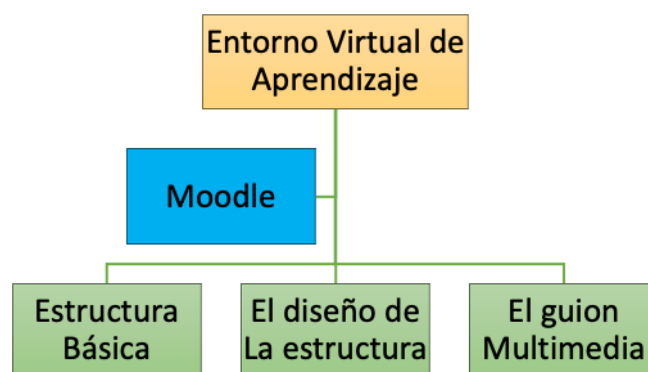 Entorno Virtual de
Aprendizaje
Moodle
Estructura
Básica
El diseño de
La estructura
El guion
Multimedia